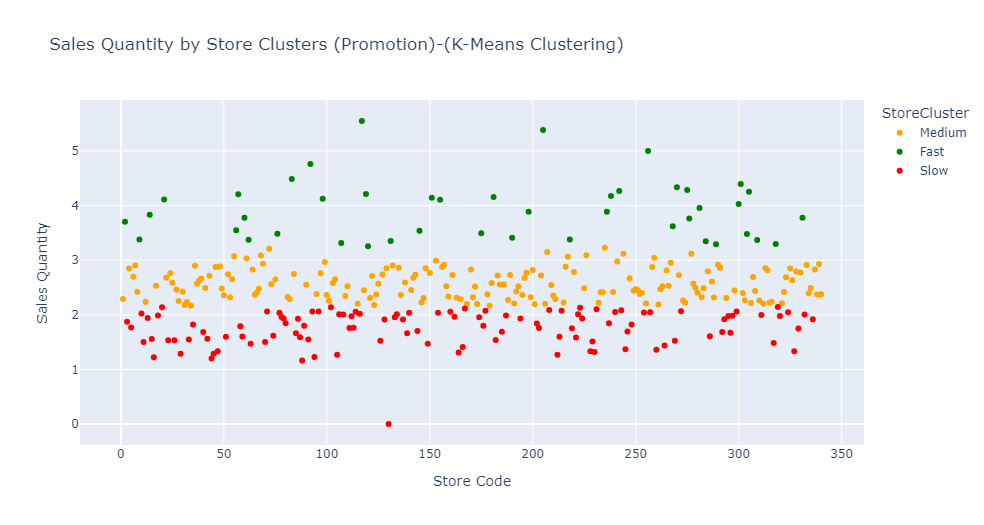 Sales Quantity by Store Clusters (Promotion)-(K-Means Clustering)
StoreCluster
Medium
Fast
Slow
Sales Quantity
5
4
3
2
1
0
0 50 100 150 200 250 300 350
Store Code